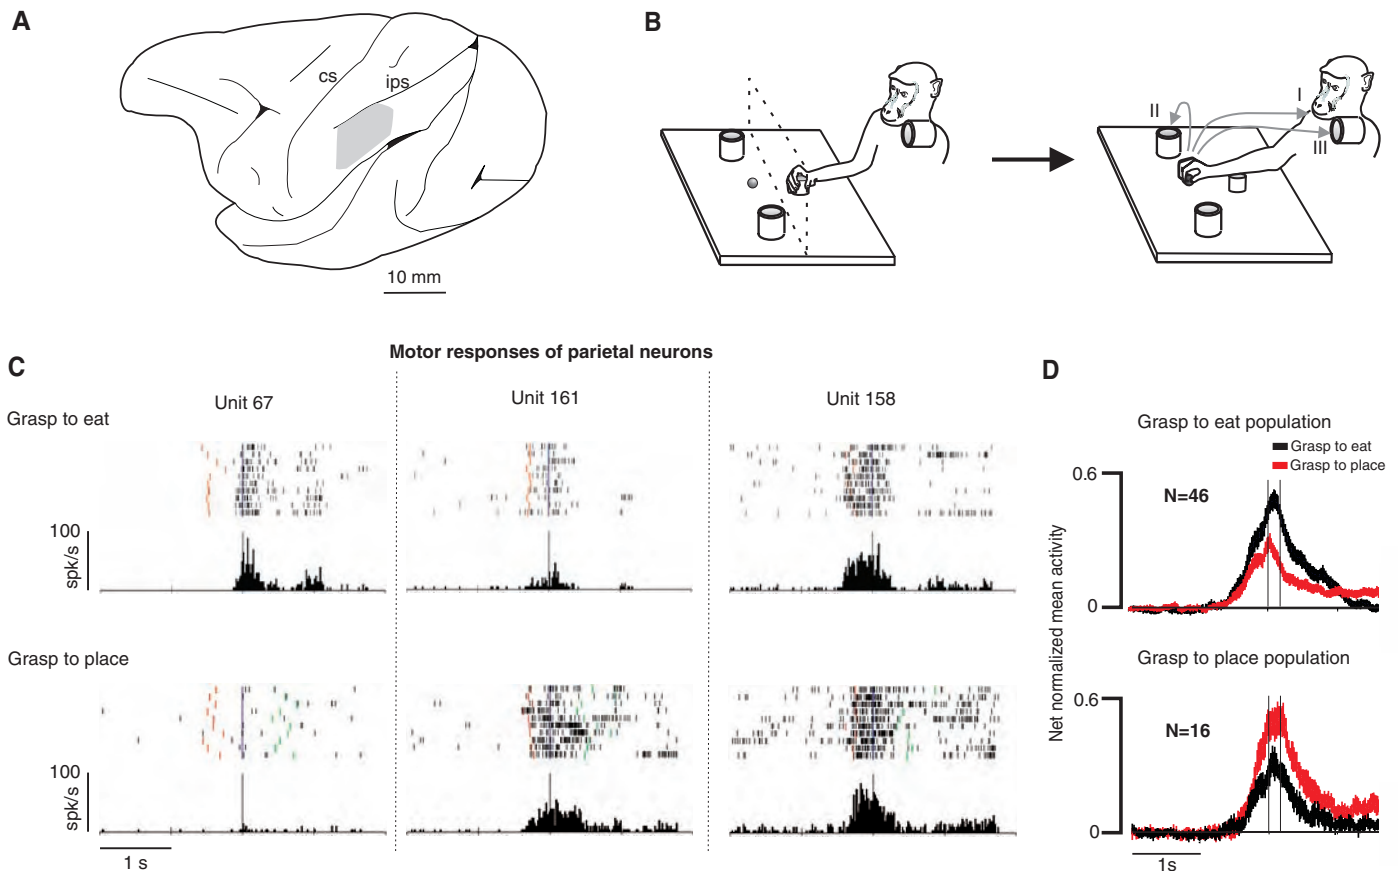 A
cs
ips
10 mm
B
I
II
III
C
Motor responses of parietal neurons
Unit 67
Unit 161
Unit 158
Grasp to eat
100
spk/s
Grasp to place
100
spk/s
1 s
D
Grasp to eat population
Grasp to eat
Grasp to place
0.6
N=46
0
Net normalized mean activity
Grasp to place population
0.6
N=16
0
1s